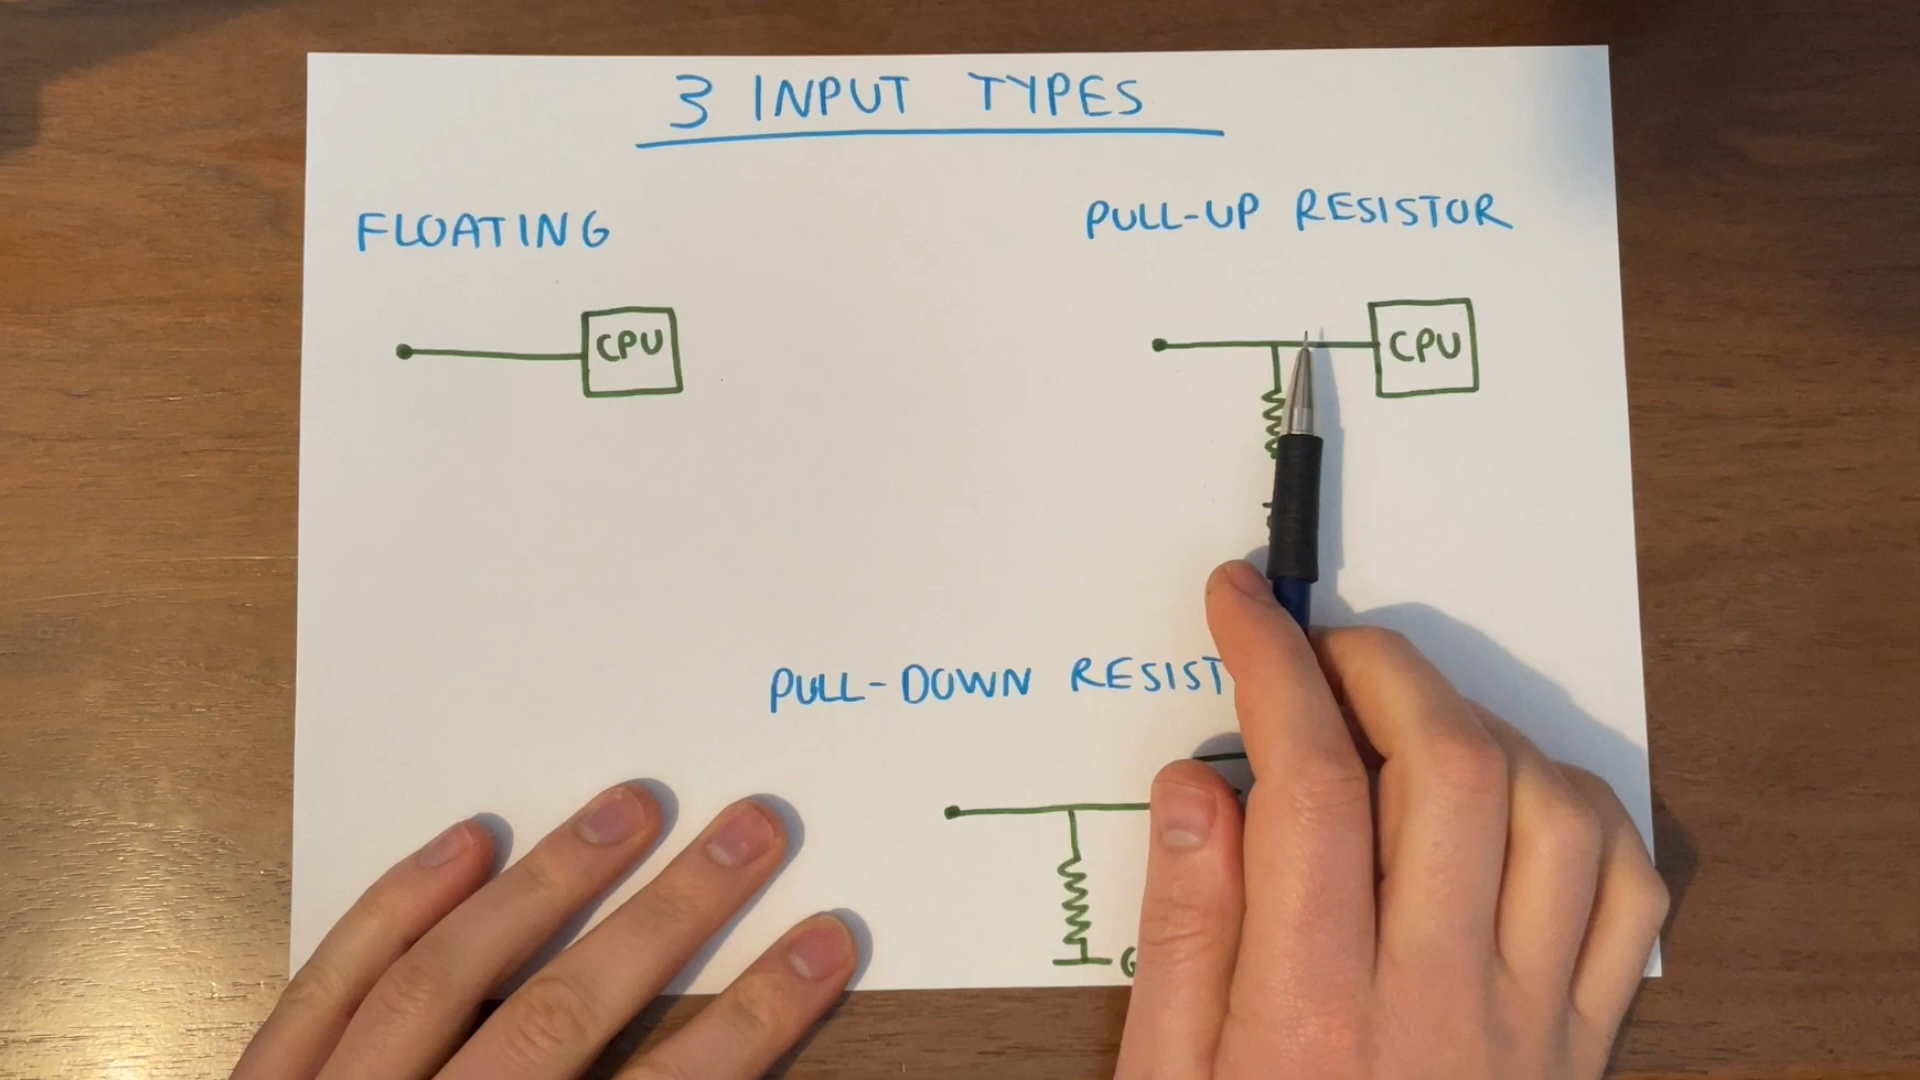 3 INPUT TYPES
FLOATING
PULL-UP RESISTOR
CPU
CPU
PULL-DOWN RESIST
G